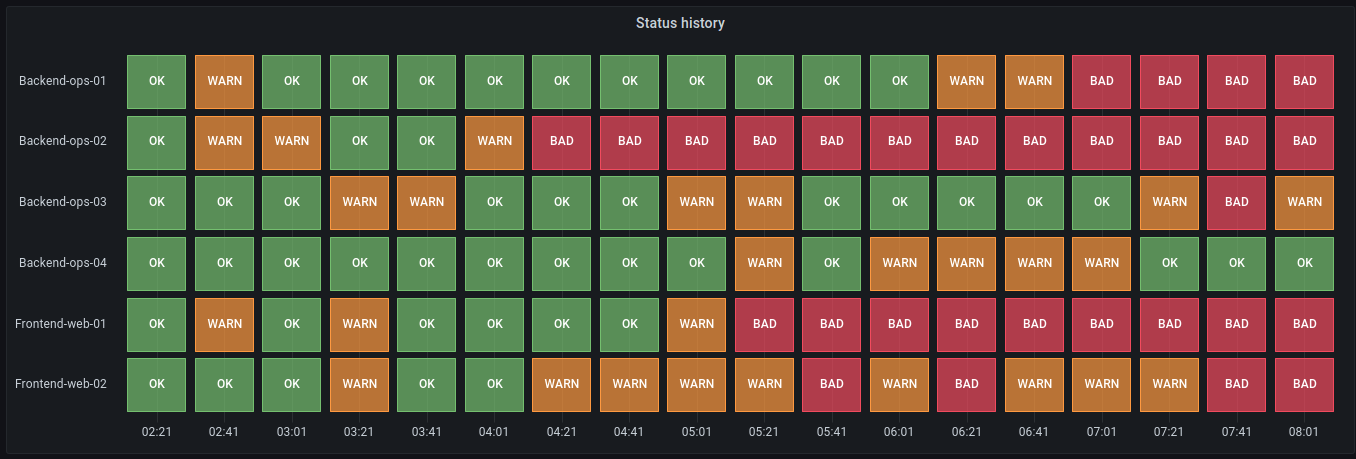 Status history
Backend-ops-01 OK WARN OK OK OK OK OK OK OK OK OK OK WARN WARN BAD BAD BAD BAD
Backend-ops-02 OK WARN WARN OK OK WARN BAD BAD BAD BAD BAD BAD BAD BAD BAD BAD BAD BAD
Backend-ops-03 OK OK OK WARN WARN OK OK OK WARN WARN OK OK OK OK OK WARN BAD WARN
Backend-ops-04 OK OK OK OK OK OK OK OK OK WARN OK WARN WARN WARN WARN OK OK OK
Frontend-web-01 OK WARN OK WARN OK OK OK OK WARN BAD BAD BAD BAD BAD BAD BAD BAD BAD
Frontend-web-02 OK OK OK WARN OK OK WARN WARN WARN WARN BAD WARN BAD WARN WARN WARN BAD BAD
02:21 02:41 03:01 03:21 03:41 04:01 04:21 04:41 05:01 05:21 05:41 06:01 06:21 06:41 07:01 07:21 07:41 08:01